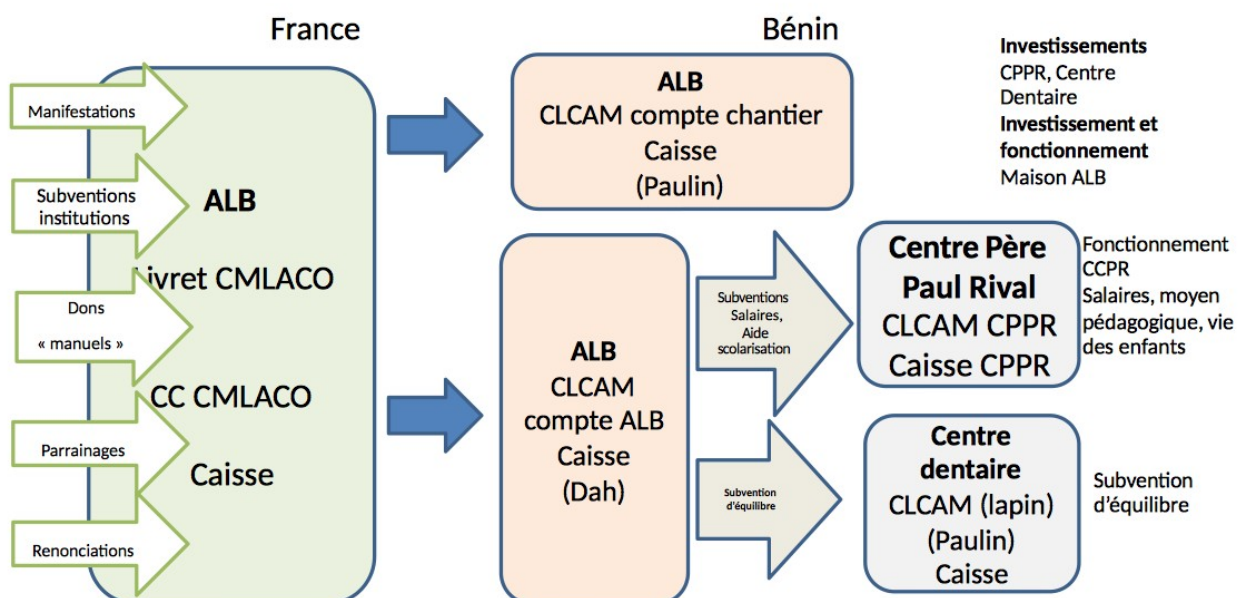 France
Bénin
Manifestations
Subventions
institutions
Dons
« manuels »
Parrainages
Renonciations
ALB
Livret CMLACO
CC CMLACO
Caisse
ALB
CLCAM compte chantier
Caisse
(Paulin)
Investissements
CPPR, Centre
Dentaire
Investissement et
fonctionnement
Maison ALB
ALB
CLCAM
compte ALB
Caisse
(Dah)
Subventions
Salaires,
Aide
scolarisation
Centre Père
Paul Rival
CLCAM CPPR
Caisse CPPR
Fonctionnement
CCPR
Salaires, moyen
pédagogique, vie
des enfants
Subvention
d'équilibre
Centre
dentaire
CLCAM (lapin)
(Paulin)
Caisse
Subvention
d'équilibre